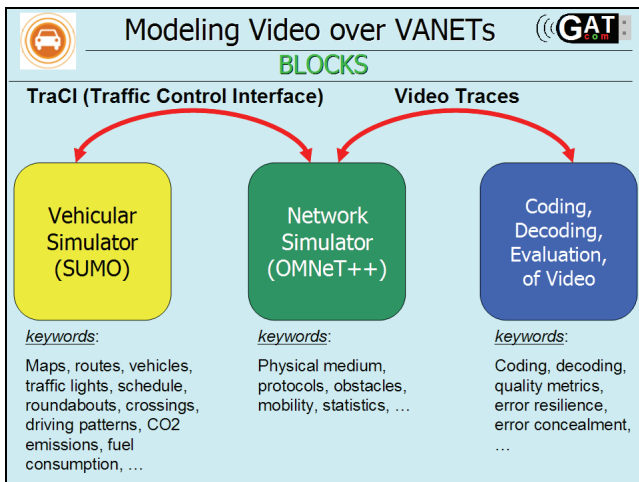 Modeling Video over VANETs
GAT
com
BLOCKS
TraCI (Traffic Control Interface)
Video Traces
Vehicular
Simulator
(SUMO)
Network
Simulator
(OMNeT++)
Coding,
Decoding,
Evaluation,
of Video
keywords:
Maps, routes, vehicles,
traffic lights, schedule,
roundabouts, crossings,
driving patterns, CO2
emissions, fuel
consumption, …
keywords:
Physical medium,
protocols, obstacles,
mobility, statistics, …
keywords:
Coding, decoding,
quality metrics,
error resilience,
error concealment,
…